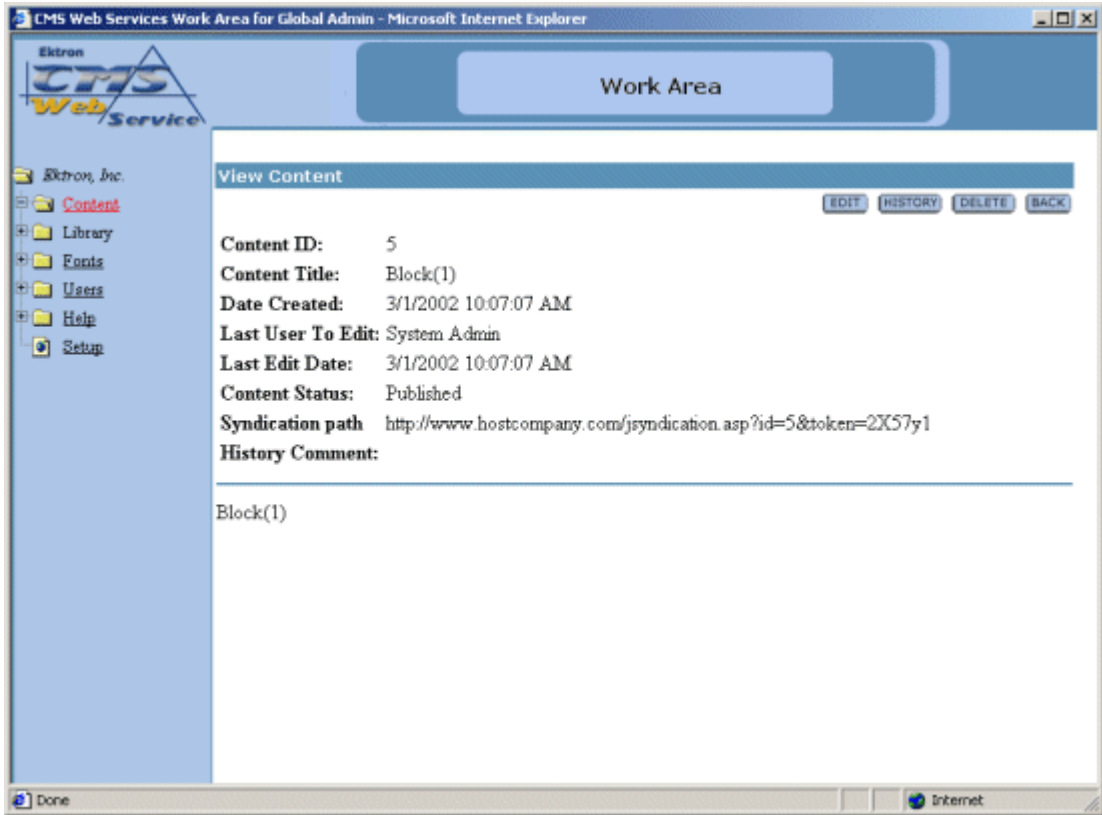 CMS Web Services Work Area for Global Admin - Microsoft Internet Explorer
Ektron
CMS
Web
Service
Work Area
Ektron, Inc.
Content
Library
Fonts
Users
Help
Setup
View Content
EDIT HISTORY DELETE BACK
Content ID: 5
Content Title: Block(1)
Date Created: 3/1/2002 10:07:07 AM
Last User To Edit: System Admin
Last Edit Date: 3/1/2002 10:07:07 AM
Content Status: Published
Syndication path http://www.hostcompany.com/jsyndication.asp?id=5&token=2X57y1
History Comment:
Block(1)
Done Internet